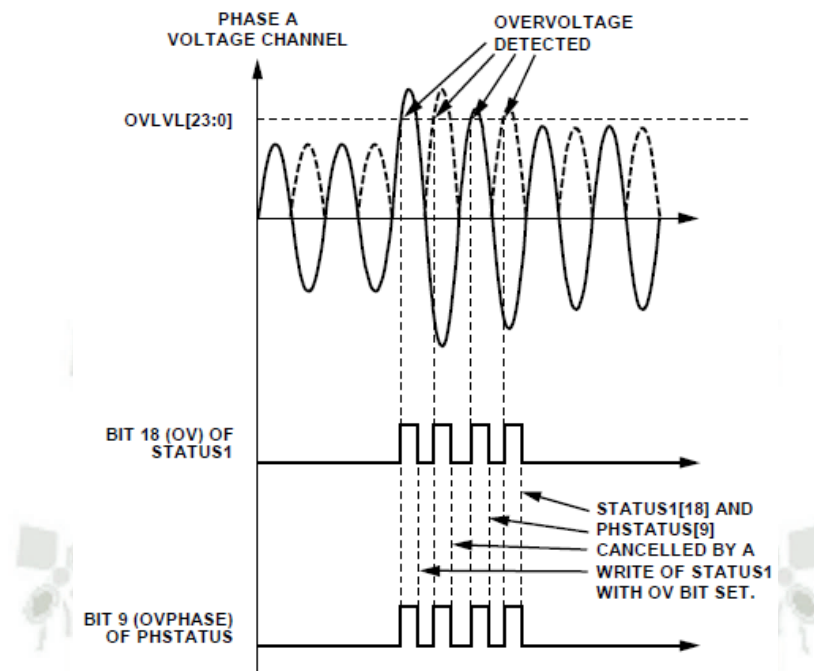 PHASE A
VOLTAGE CHANNEL
OVERVOLTAGE
DETECTED
OVLVL[23:0]
BIT 18 (OV) OF
STATUS1
STATUS1[18] AND
PHSTATUS[9]
CANCELLED BY A
WRITE OF STATUS1
WITH OV BIT SET.
BIT 9 (OVPHASE)
OF PHSTATUS